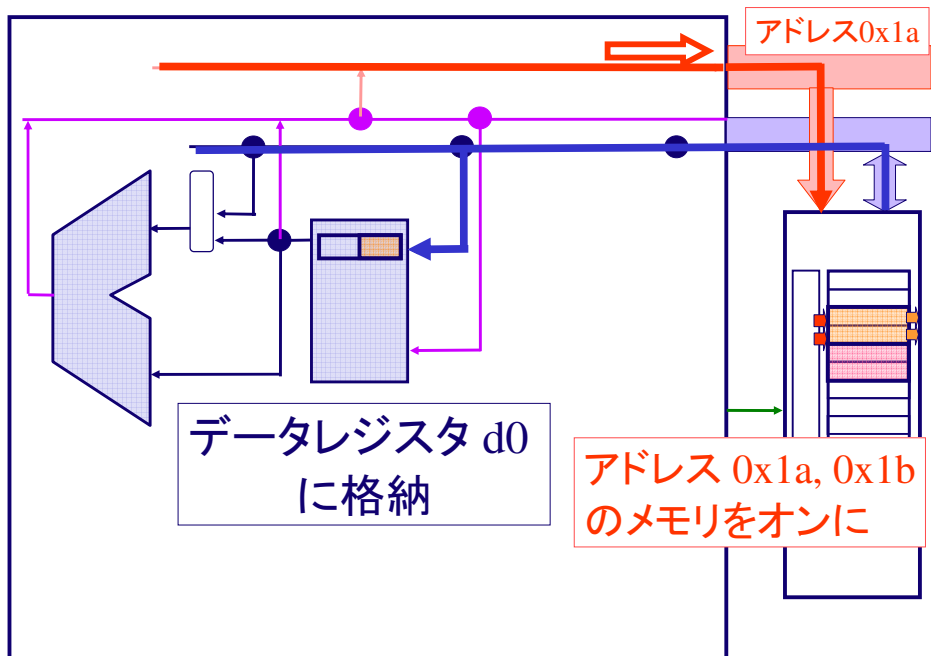 アドレス0x1a
データレジスタ d0
に格納
アドレス 0x1a, 0x1b
のメモリをオンに